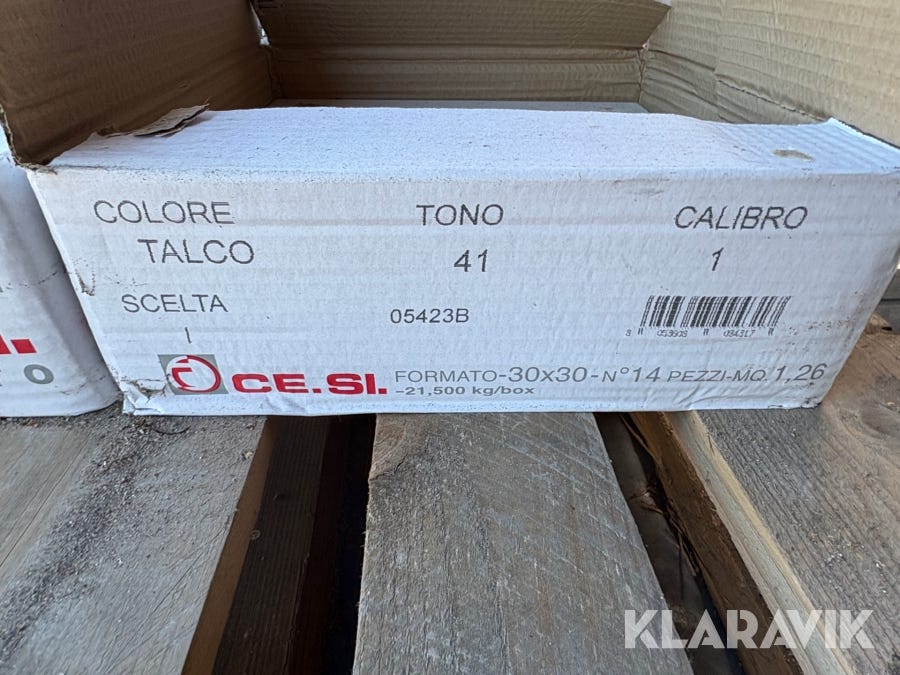 COLORE TONO CALIBRO
TALCO 41 1
SCELTA 05423B
I
CE.SI. FORMATO-30x30-N°14 PEZZI-MQ.1,26
~21,500 kg/box
KLARAVIK